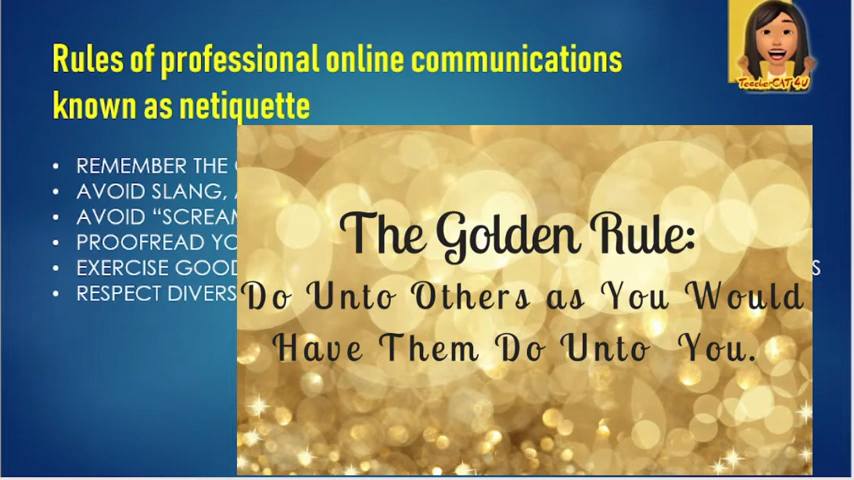 Rules of professional online communications
known as netiquette
TeecherCAT4U
• REMEMBER THE
• AVOID SLANG,
• AVOID “SCREAM
• PROOFREAD YO
• EXERCISE GOOD
S
• RESPECT DIVERS
The Golden Rule:
Do Unto Others as You Would
Have Them Do Unto You.